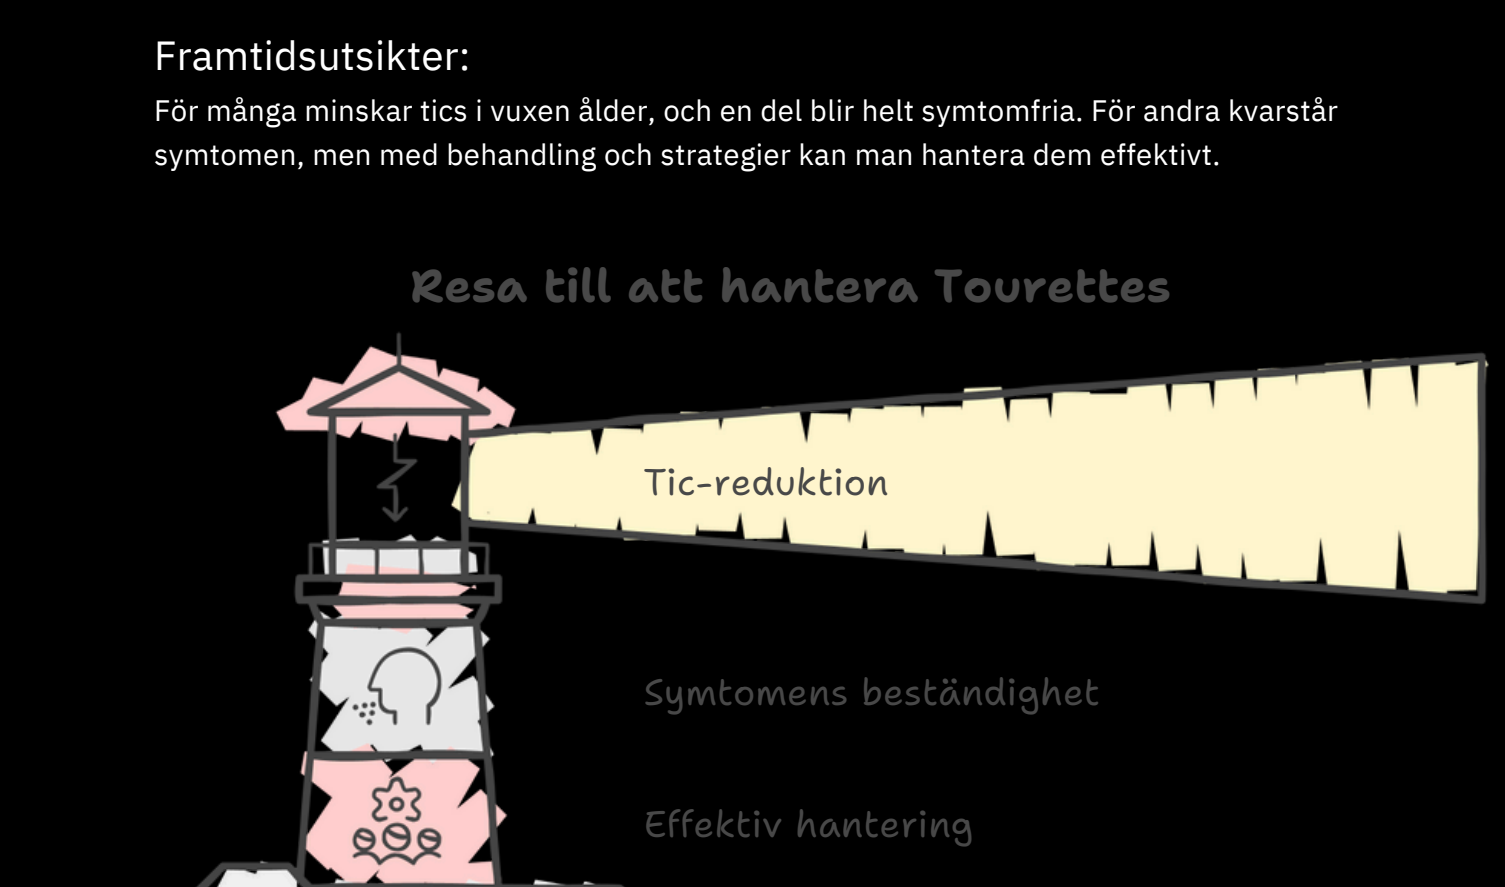 Framtidsutsikter:
För många minskar tics i vuxen ålder, och en del blir helt symtomfria. För andra kvarstår
symtomen, men med behandling och strategier kan man hantera dem effektivt.
Resa till att hantera Tourettes
Tic-reduktion
Symtomens beständighet
Effektiv hantering